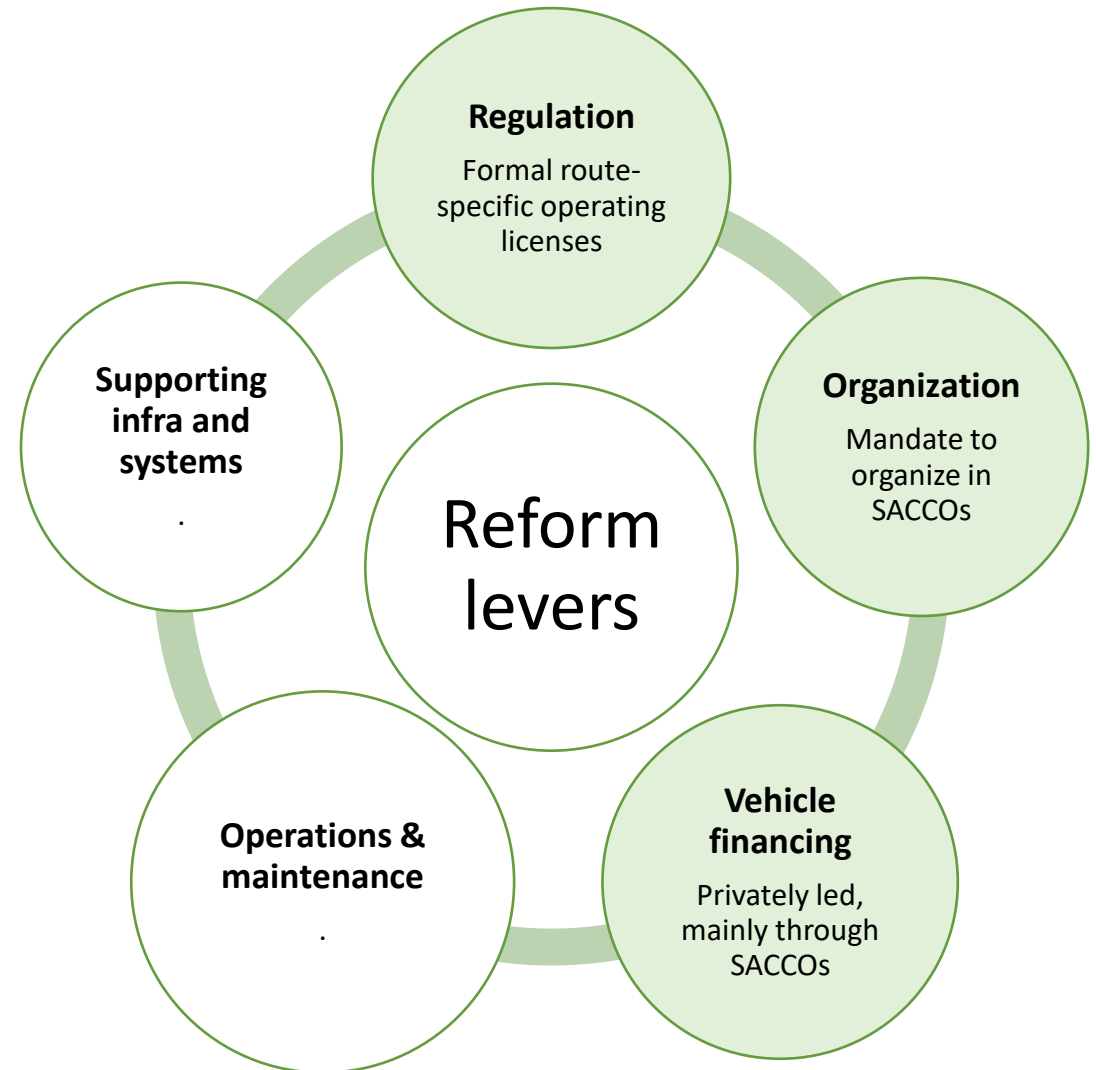 Regulation
Formal route-
specific operating
licenses
Organization
Mandate to
organize in
SACCOs
Vehicle
financing
Privately led,
mainly through
SACCOs
Operations &
maintenance
.
Supporting
infra and
systems
.
Reform
levers